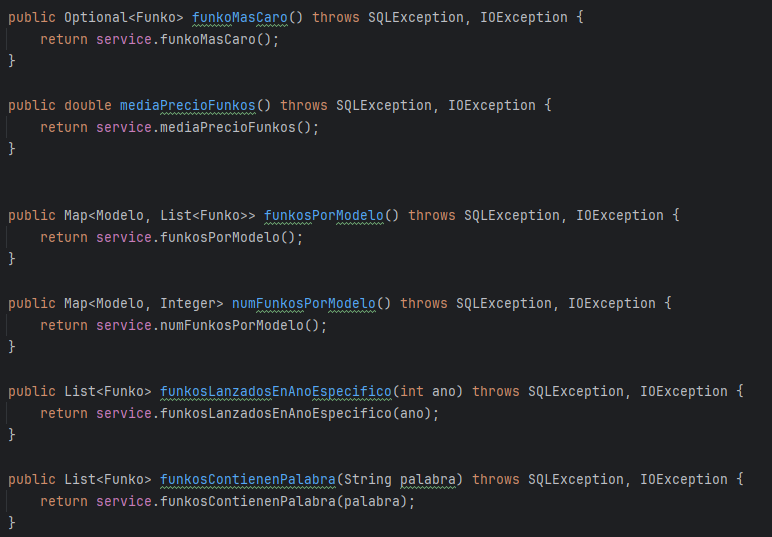 public Optional<Funko> funkoMasCaro() throws SQLException, IOException {
    return service.funkoMasCaro();
}
public double mediaPrecioFunkos() throws SQLException, IOException {
    return service.mediaPrecioFunkos();
}
public Map<Modelo, List<Funko>> funkosPorModelo() throws SQLException, IOException {
    return service.funkosPorModelo();
}
public Map<Modelo, Integer> numFunkosPorModelo() throws SQLException, IOException {
    return service.numFunkosPorModelo();
}
public List<Funko> funkosLanzadosEnAnoEspecifico(int ano) throws SQLException, IOException {
    return service.funkosLanzadosEnAnoEspecifico(ano);
}
public List<Funko> funkosContienenPalabra(String palabra) throws SQLException, IOException {
    return service.funkosContienenPalabra(palabra);
}